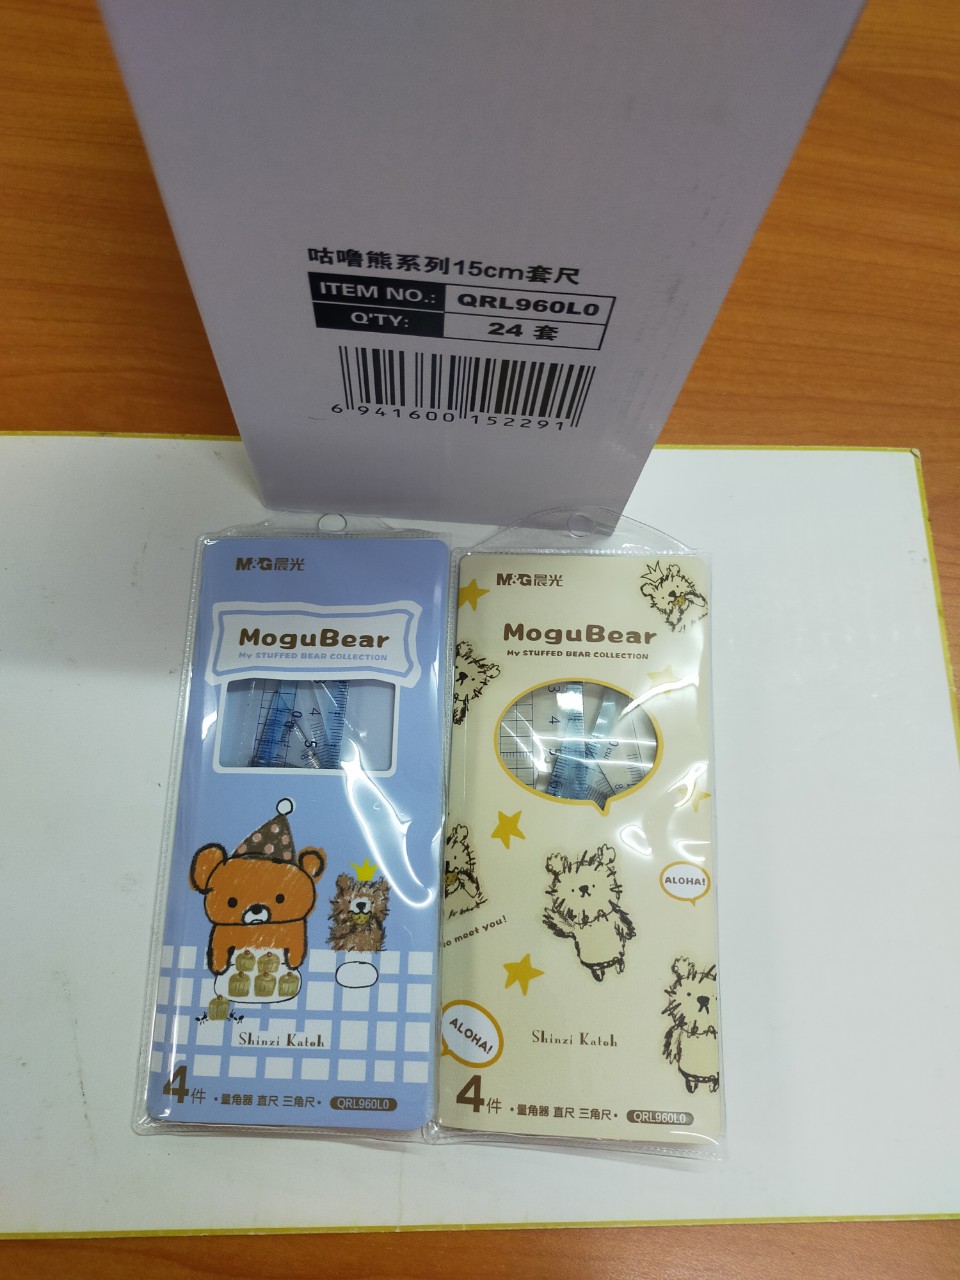 咕噜熊系列15cm套尺
ITEM NO.: QRL960L0
Q'TY: 24 套
6 941600 152291
M&G晨光
MoguBear
My STUFFED BEAR COLLECTION
Shinzi Katoh
4件 ·量角器 直尺 三角尺· QRL960L0
M&G晨光
MoguBear
My STUFFED BEAR COLLECTION
3 4
ALOHA!
to meet you!
ALOHA!
Shinzi Katoh
4件 ·量角器 直尺 三角尺· QRL960L0